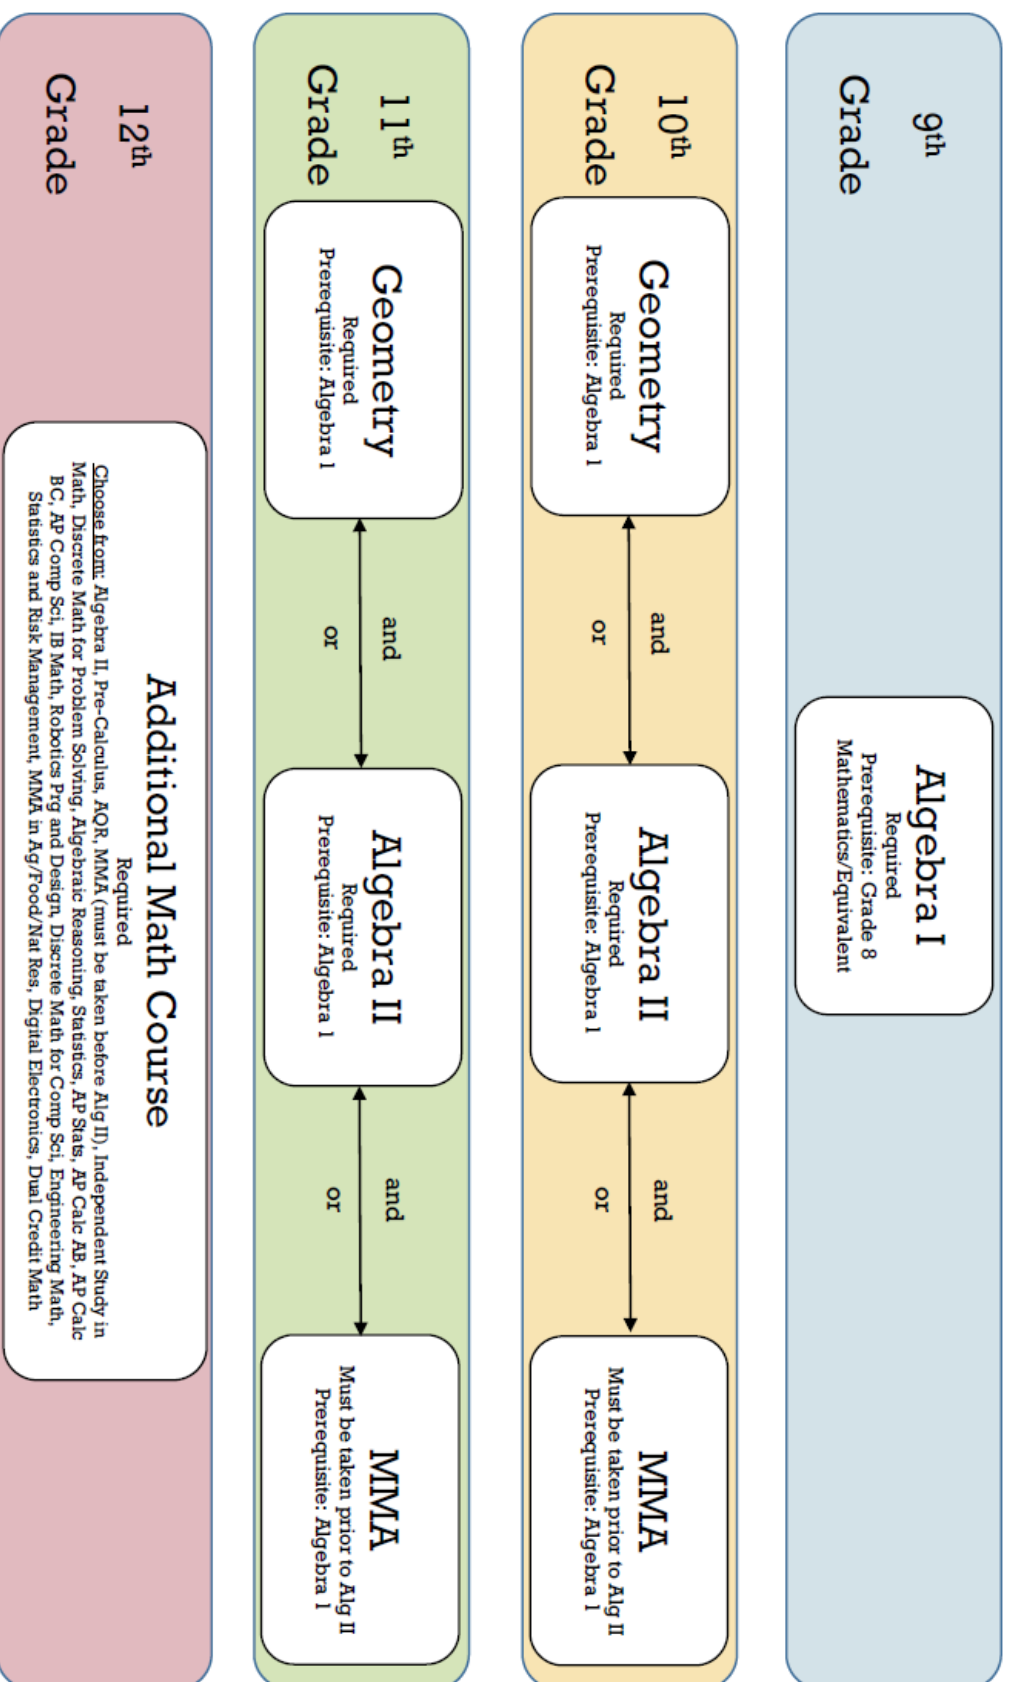 9th
Grade
Algebra I
Required
Prerequisite: Grade 8
Mathematics/Equivalent
10th
Grade
Geometry
Required
Prerequisite: Algebra 1
and
or
Algebra II
Required
Prerequisite: Algebra 1
and
or
MMA
Must be taken prior to Alg II
Prerequisite: Algebra 1
11th
Grade
Geometry
Required
Prerequisite: Algebra 1
and
or
Algebra II
Required
Prerequisite: Algebra 1
and
or
MMA
Must be taken prior to Alg II
Prerequisite: Algebra 1
12th
Grade
Additional Math Course
Required
Choose from: Algebra II, Pre-Calculus, AQR, MMA (must be taken before Alg II), Independent Study in
Math, Discrete Math for Problem Solving, Algebraic Reasoning, Statistics, AP Stats, AP Calc AB, AP Calc
BC, AP Comp Sci, IB Math, Robotics Prg and Design, Discrete Math for Comp Sci, Engineering Math,
Statistics and Risk Management, MMA in Ag/Food/Nat Res, Digital Electronics, Dual Credit Math